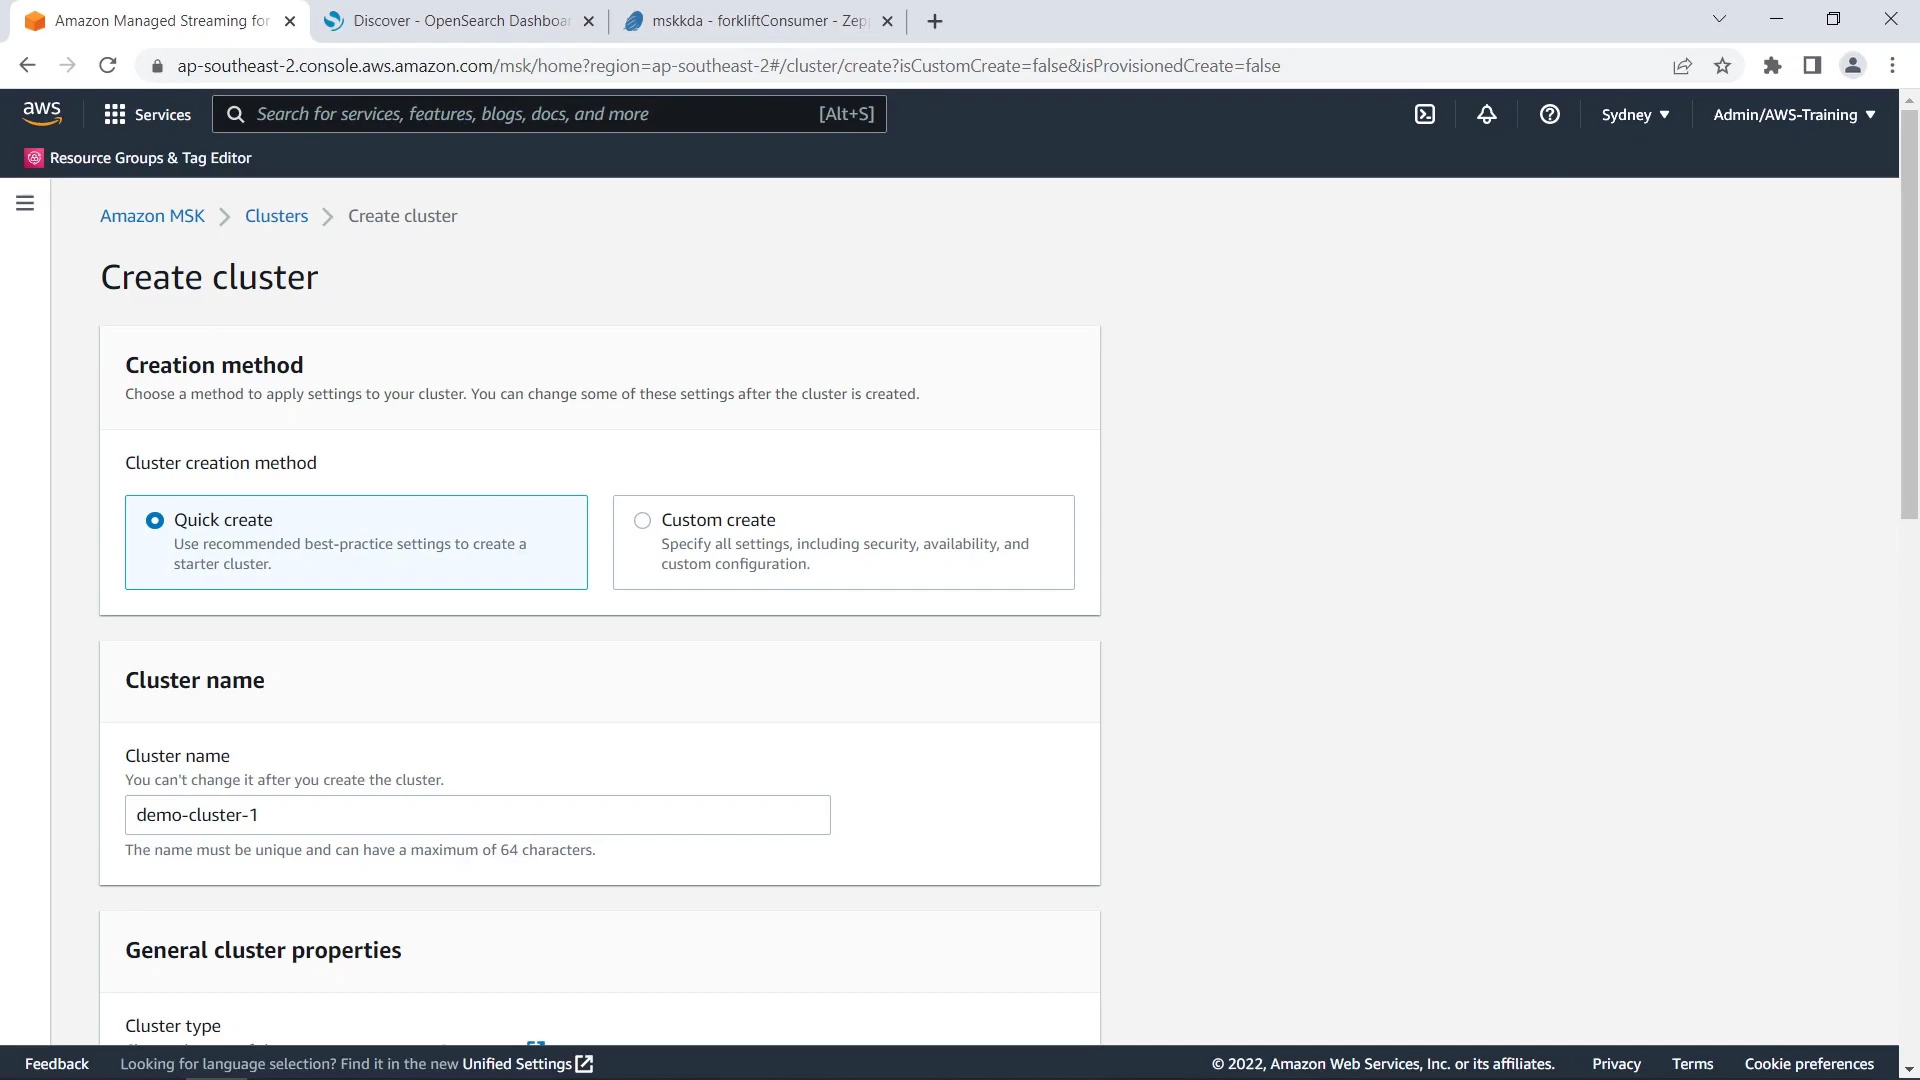 Amazon Managed Streaming for
Discover - OpenSearch Dashboar
mskkda - forkliftConsumer - Zepp
ap-southeast-2.console.aws.amazon.com/msk/home?region=ap-southeast-2#/cluster/create?isCustomCreate=false&isProvisionedCreate=false
aws
Services
Search for services, features, blogs, docs, and more
[Alt+S]
Sydney
Admin/AWS-Training
Resource Groups & Tag Editor
Amazon MSK
Clusters
Create cluster
Create cluster
Creation method
Choose a method to apply settings to your cluster. You can change some of these settings after the cluster is created.
Cluster creation method
Quick create
Use recommended best-practice settings to create a
starter cluster.
Custom create
Specify all settings, including security, availability, and
custom configuration.
Cluster name
Cluster name
You can't change it after you create the cluster.
demo-cluster-1
The name must be unique and can have a maximum of 64 characters.
General cluster properties
Cluster type
Feedback
Looking for language selection? Find it in the new Unified Settings
© 2022, Amazon Web Services, Inc. or its affiliates.
Privacy
Terms
Cookie preferences